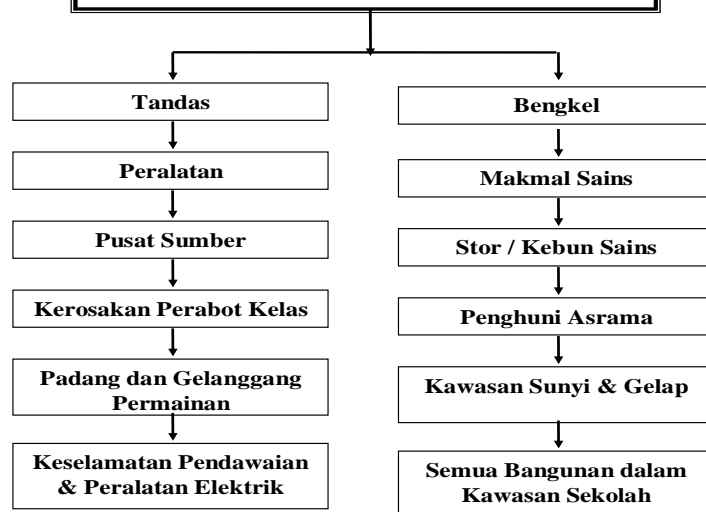 Tandas
Peralatan
Pusat Sumber
Kerosakan Perabot Kelas
Padang dan Gelanggang
Permainan
Keselamatan Pendawaian
& Peralatan Elektrik
Bengkel
Makmal Sains
Stor / Kebun Sains
Penghuni Asrama
Kawasan Sunyi & Gelap
Semua Bangunan dalam
Kawasan Sekolah